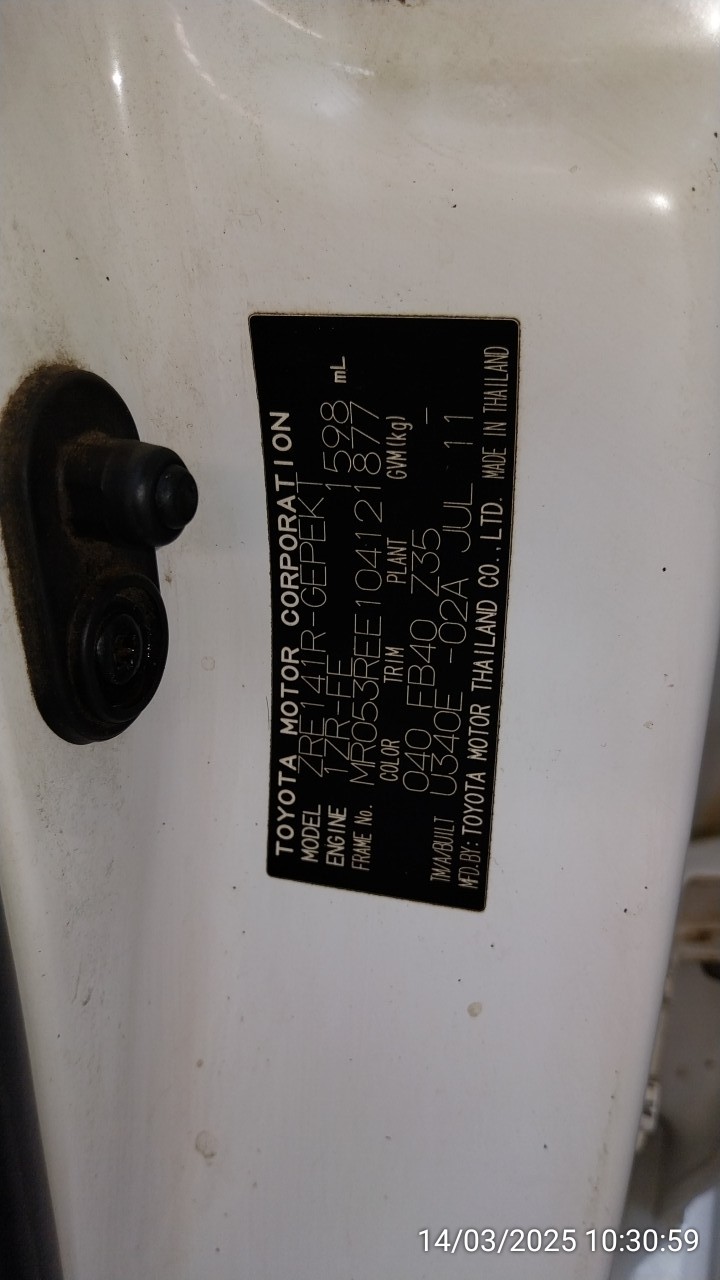 TOYOTA MOTOR CORPORATION
MODEL ZRE141R-GEPEKT
ENGINE 1ZR-FE 1598 mL
FRAME No. MR053REE104121877
COLOR TRIM PLANT GVM(kg)
040 FB40 Z35 -
TM/A/BUILT U340E -02A JUL 11
MFD.BY: TOYOTA MOTOR THAILAND CO.,LTD. MADE IN THAILAND
14/03/2025 10:30:59